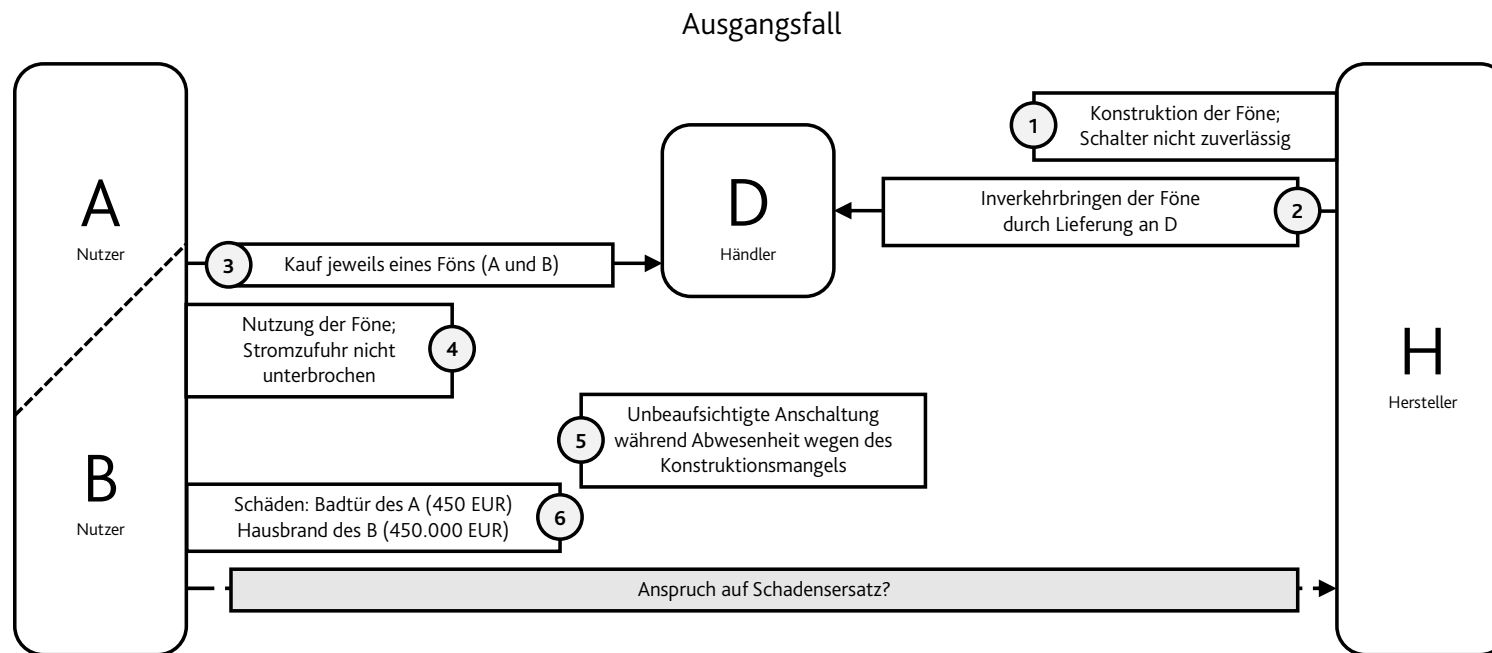 Ausgangsfall
A
Nutzer
B
Nutzer
D
Händler
H
Hersteller
1
Konstruktion der Föne;
Schalter nicht zuverlässig
Inverkehrbringen der Föne
durch Lieferung an D
2
3
Kauf jeweils eines Föns (A und B)
Nutzung der Föne;
Stromzufuhr nicht
unterbrochen
4
5
Unbeaufsichtigte Anschaltung
während Abwesenheit wegen des
Konstruktionsmangels
Schäden: Badtür des A (450 EUR)
Hausbrand des B (450.000 EUR)
6
Anspruch auf Schadensersatz?